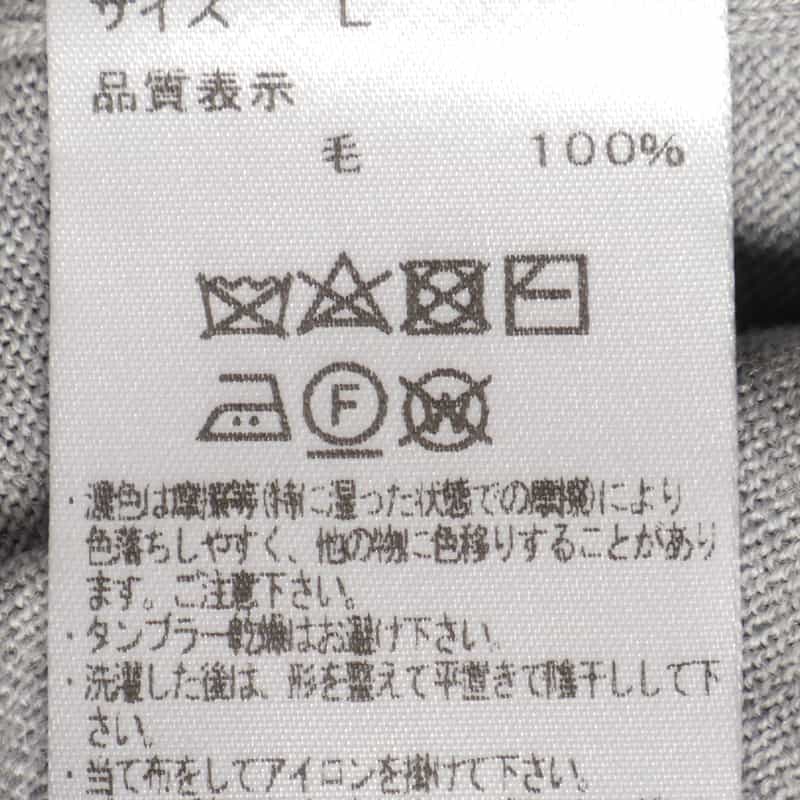 サイズ L
品質表示
毛 100%
F
W
・濃色は摩擦等(特に湿った状態での摩擦)により
色落ちしやすく、他の物に色移りすることがあり
ます。ご注意下さい。
・タンブラー乾燥はお避け下さい。
・洗濯した後は、形を整えて平置きで陰干しして下
さい。
・当て布をしてアイロンを掛けて下さい。